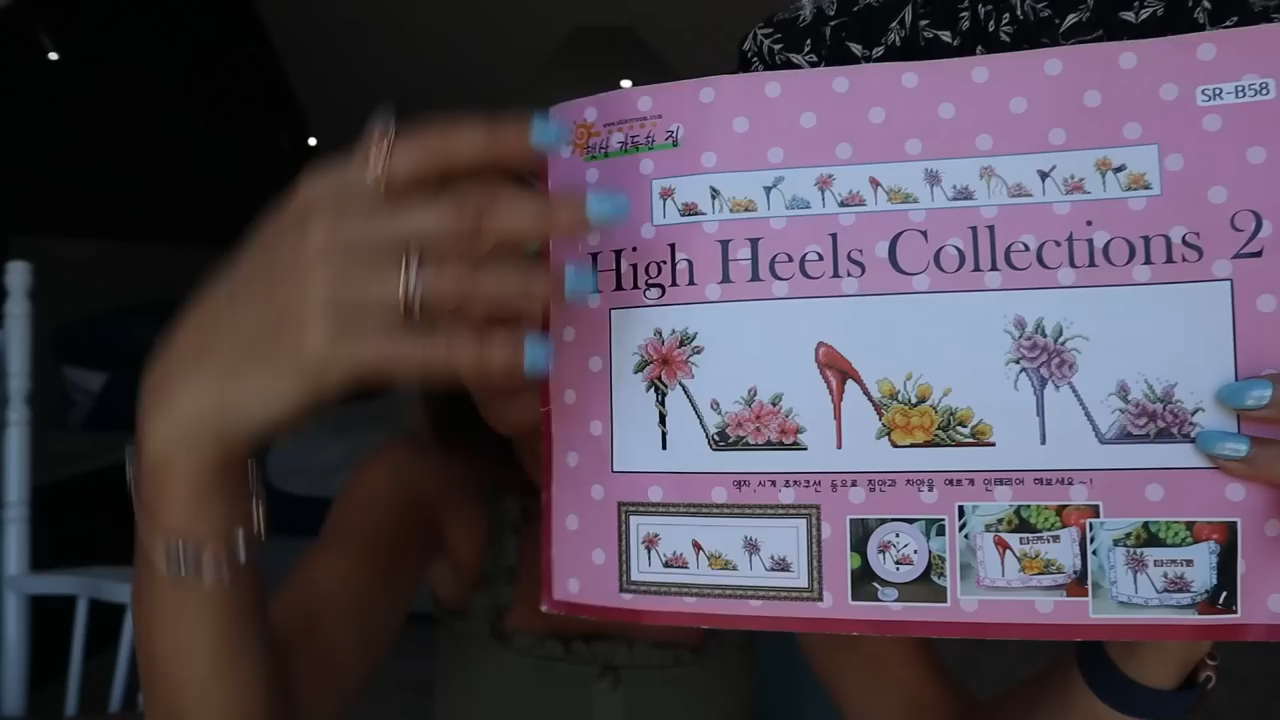 SR-B58
햇살 가득한 집
High Heels Collections 2
액자,시계,주차쿠션 등으로 집안과 차안을 예쁘게 인테리어 해보세요~!